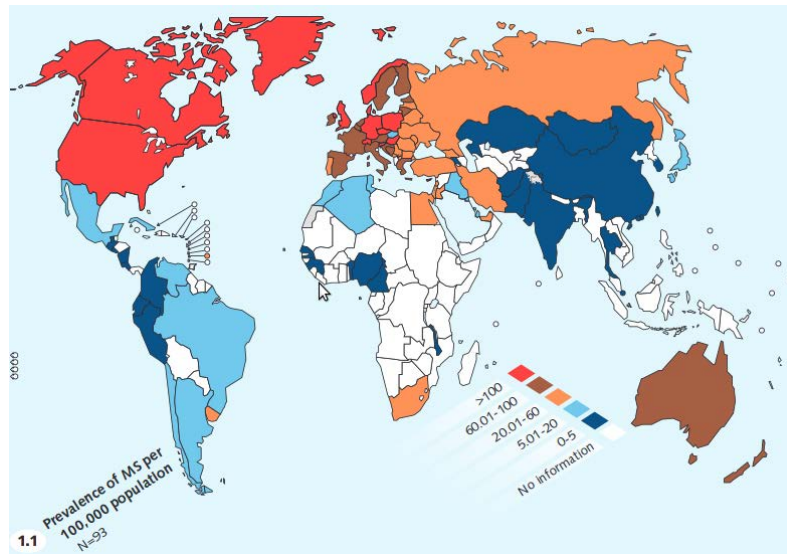 >100
60.01-100
20.01-60
5.01-20
0-5
No information
Prevalence of MS per
100,000 population
N=93
1.1